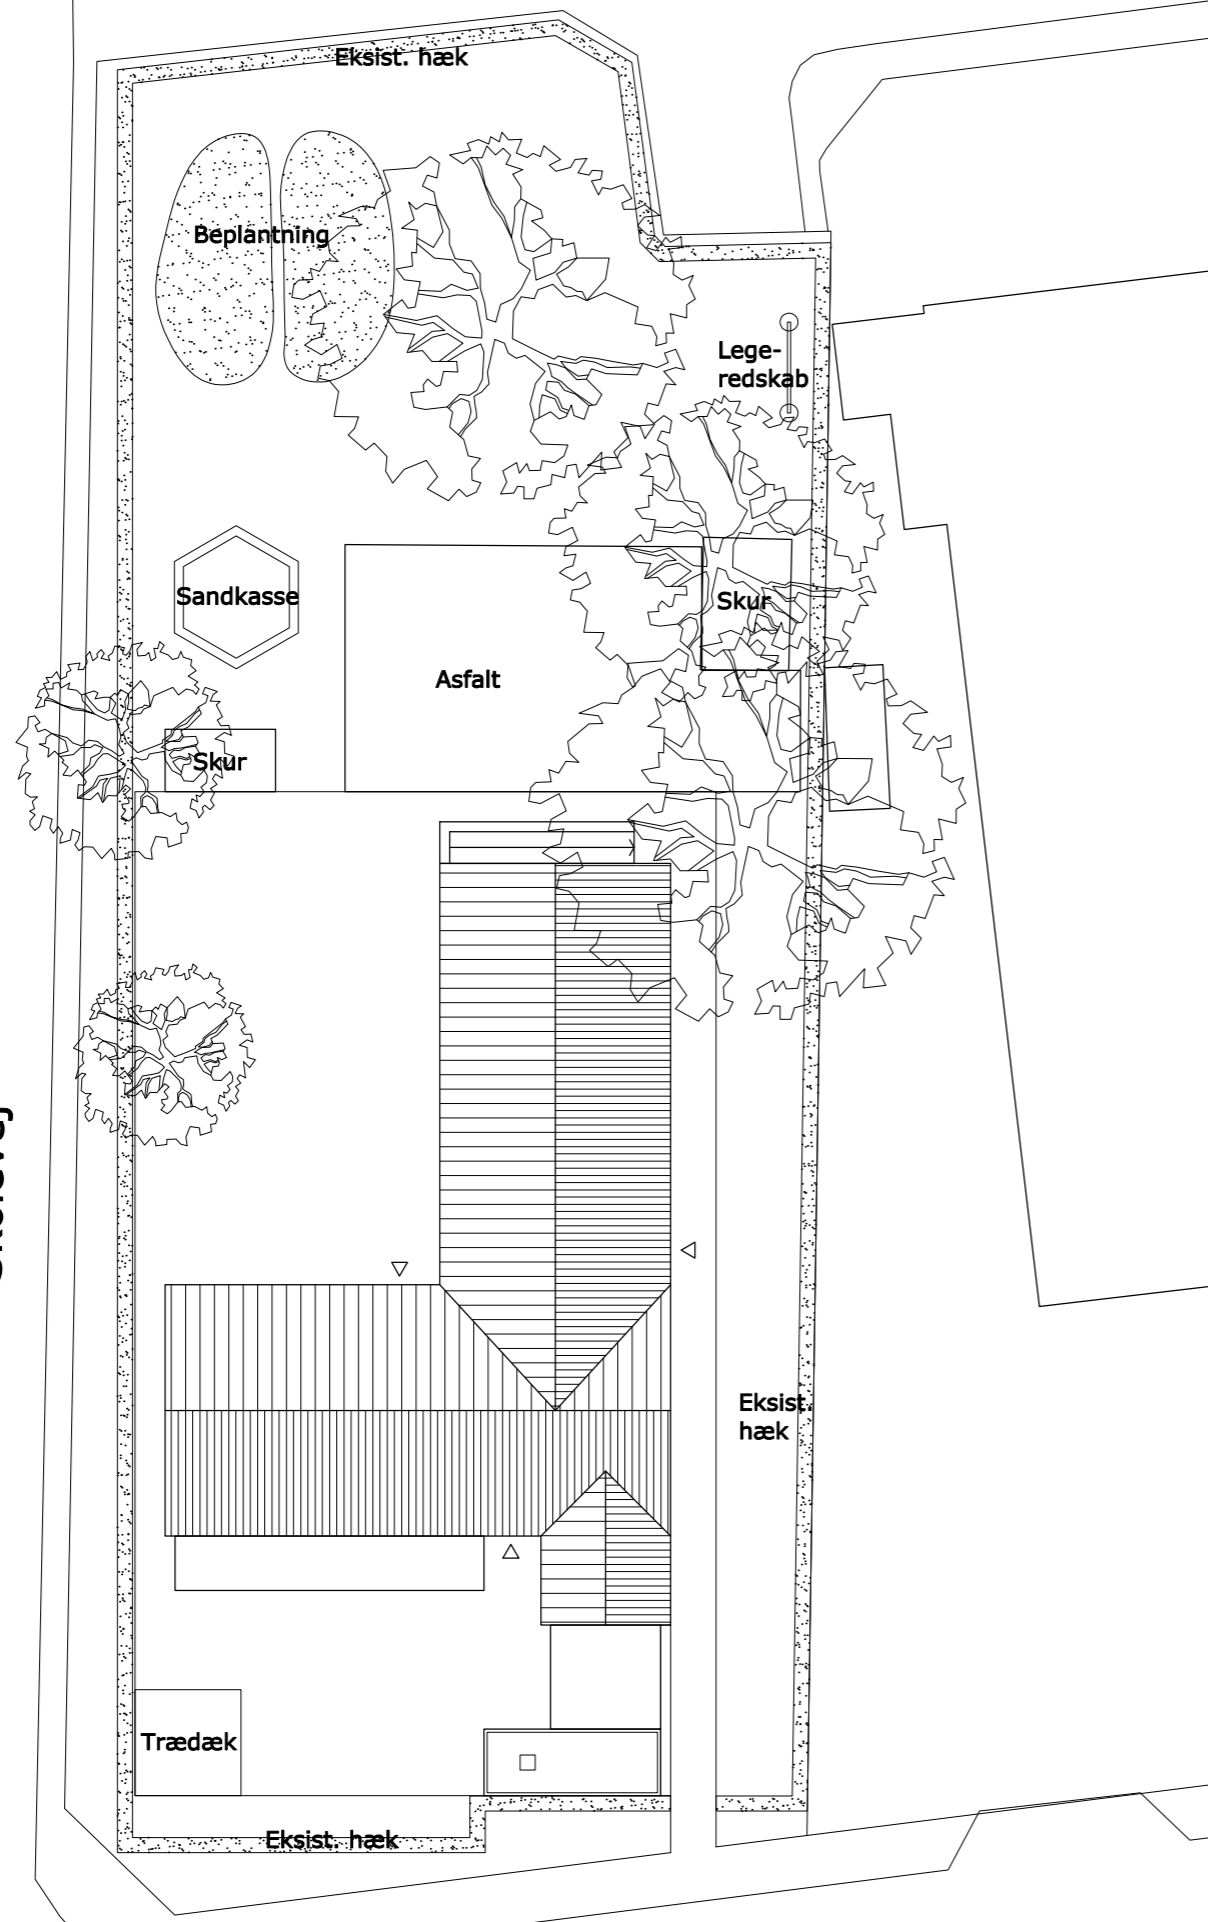 Eksist. hæk
Beplantning
Lege-
redskab
Sandkasse
Skur
Asfalt
Skur
Eksist.
hæk
Trædæk
Eksist. hæk